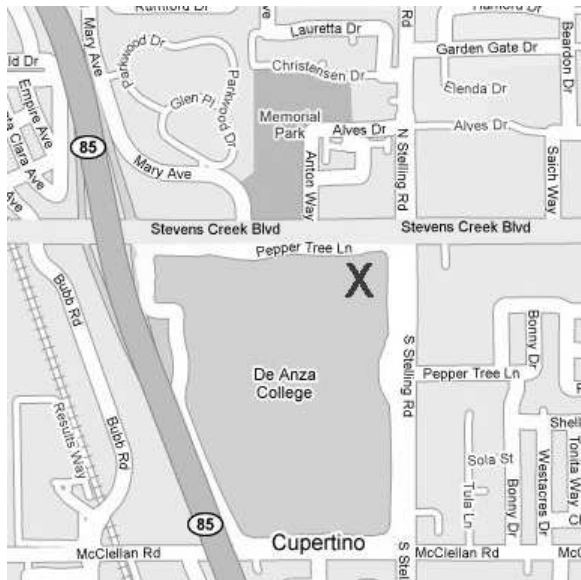 Rumford Dr
Rd
Hanford Dr
Lauretta Dr
Mary Ave
Parkwood Dr
Garden Gate Dr
Beardon Dr
Christensen Dr
Empire Ave
Glen Pl
Parkwood Dr
Elenda Dr
Memorial
Park
Alves Dr
Alves Dr
N Stelling Rd
85
Mary Ave
Anton Way
Saich Way
Stevens Creek Blvd
Stevens Creek Blvd
Pepper Tree Ln
X
Bubb Rd
S Stelling Rd
Bonny Dr
De Anza
College
Pepper Tree Ln
Results Way
Bubb Rd
Sola St
Tula Ln
Bonny Dr
Westacres Dr
Tonita Way
85
Cupertino
McClellan Rd
McClellan Rd